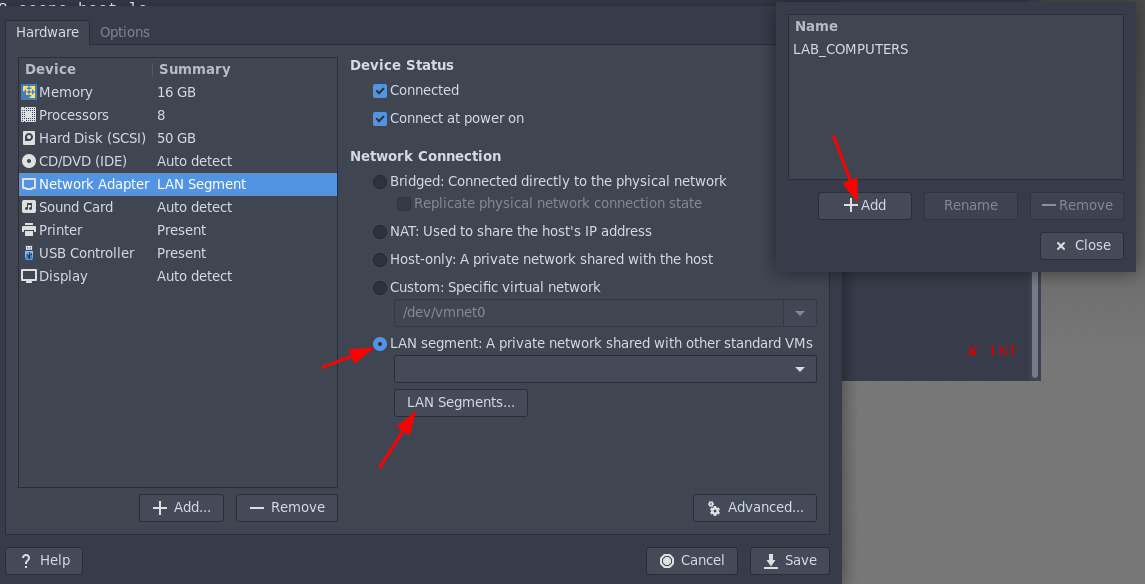 Hardware
Options
Device Summary
Memory 16 GB
Processors 8
Hard Disk (SCSI) 50 GB
CD/DVD (IDE) Auto detect
Network Adapter LAN Segment
Sound Card Auto detect
Printer Present
USB Controller Present
Display Auto detect
Add...
Remove
Device Status
Connected
Connect at power on
Network Connection
Bridged: Connected directly to the physical network
Replicate physical network connection state
NAT: Used to share the host's IP address
Host-only: A private network shared with the host
Custom: Specific virtual network
/dev/vmnet0
LAN segment: A private network shared with other standard VMs
LAN Segments...
Advanced...
? Help
Cancel
Save
Name
LAB_COMPUTERS
Add
Rename
Remove
Close
INT